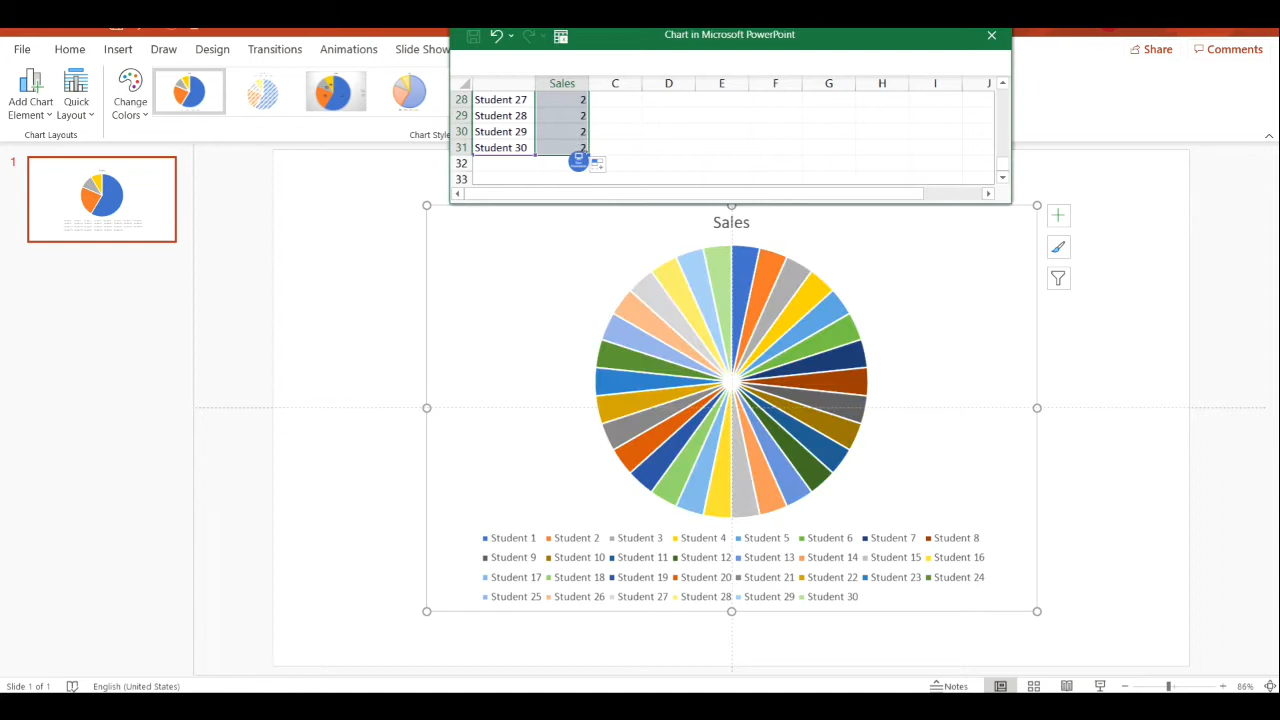 Chart in Microsoft PowerPoint
File Home Insert Draw Design Transitions Animations Slide Show
Share Comments
Add Chart Element
Quick Layout
Change Colors
Chart Layouts
Chart
Sales C D E F G H I J
28 Student 27 2
29 Student 28 2
30 Student 29 2
31 Student 30 2
32
33
1
Sales
Student 1 Student 2 Student 3 Student 4 Student 5 Student 6 Student 7 Student 8
Student 9 Student 10 Student 11 Student 12 Student 13 Student 14 Student 15 Student 16
Student 17 Student 18 Student 19 Student 20 Student 21 Student 22 Student 23 Student 24
Student 25 Student 26 Student 27 Student 28 Student 29 Student 30
Slide 1 of 1 English (United States) Notes 86%